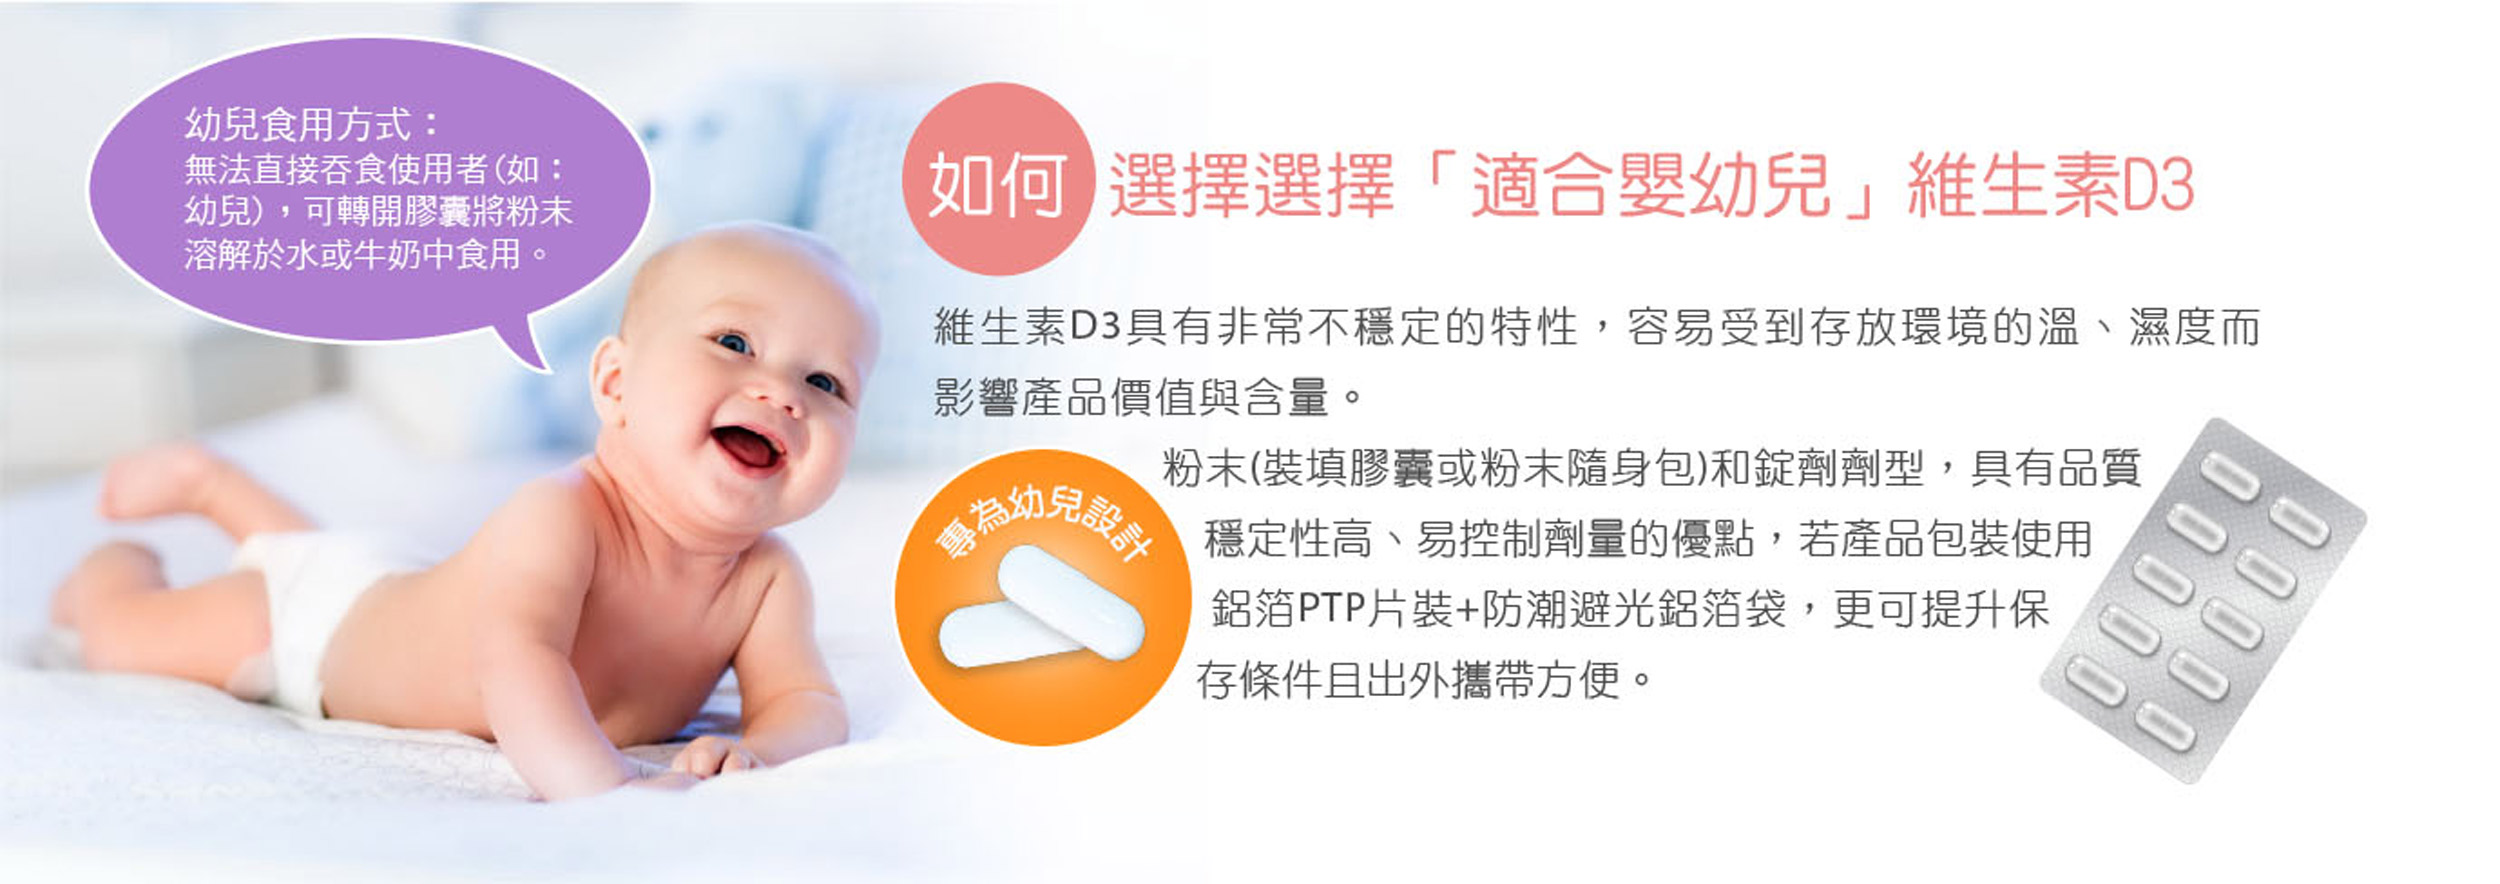 幼兒食用方式：
無法直接吞食使用者(如：
幼兒)，可轉開膠囊將粉末
溶解於水或牛奶中食用。
如何 選擇選擇「適合嬰幼兒」維生素D3
維生素D3具有非常不穩定的特性，容易受到存放環境的溫、濕度而
影響產品價值與含量。
專為幼兒設計
粉末(裝填膠囊或粉末隨身包)和錠劑劑型，具有品質
穩定性高、易控制劑量的優點，若產品包裝使用
鋁箔PTP片裝+防潮避光鋁箔袋，更可提升保
存條件且出外攜帶方便。